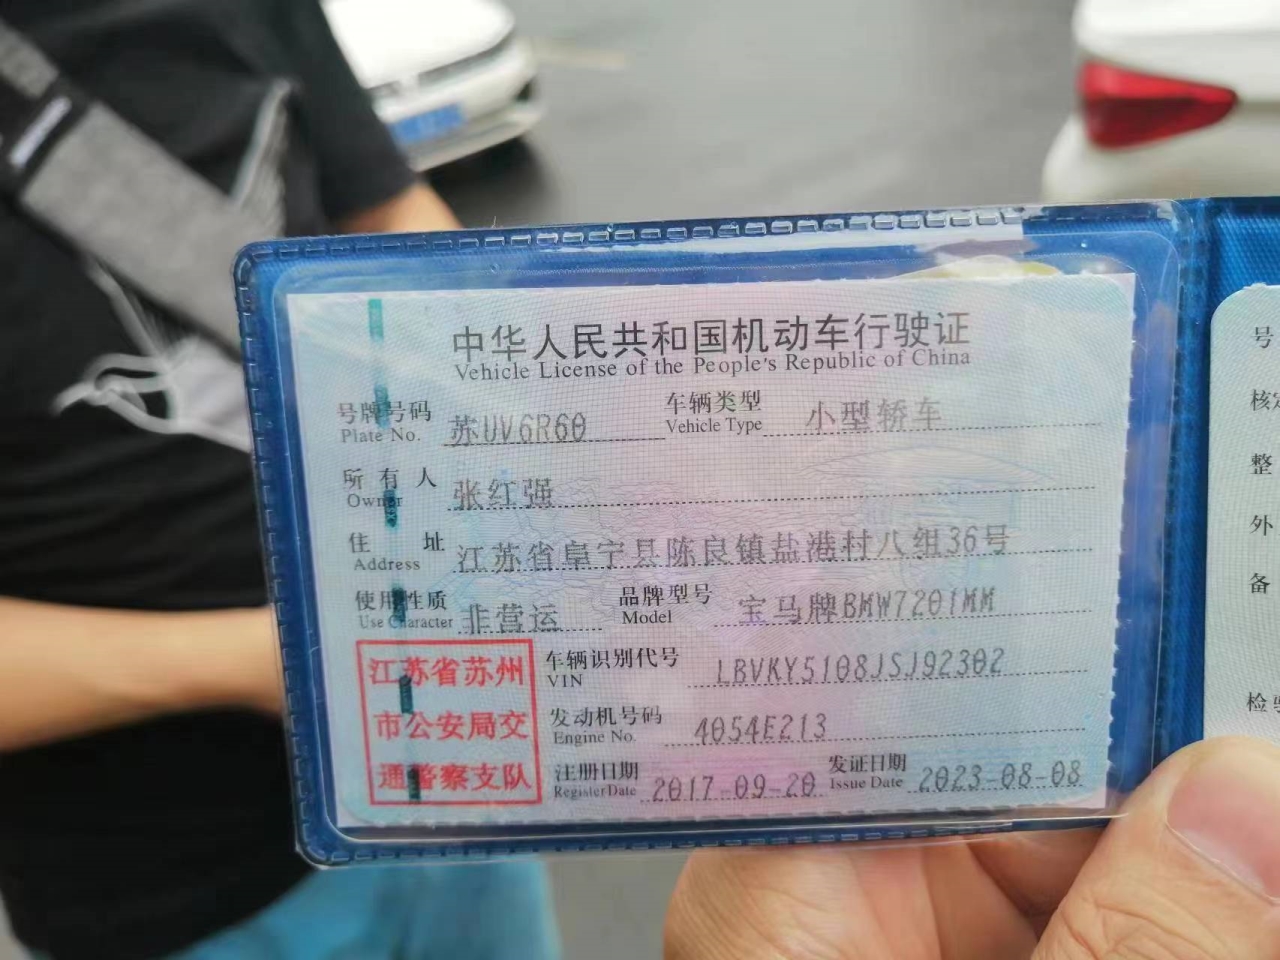 中华人民共和国机动车行驶证
Vehicle License of the People's Republic of China
号牌号码 苏UV6R60 车辆类型 小型轿车
Plate No. Vehicle Type
所有人 张红强
Owner
住址 江苏省阜宁县陈良镇盐港村八组36号
Address
使用性质 非营运 品牌型号 宝马牌BMW7201MM
Use Character Model
江苏省苏州
市公安局交
通警察支队
车辆识别代号 LBVKY5108JSJ92302
VIN
发动机号码 4054E213
Engine No.
注册日期 2017-09-20 发证日期 2023-08-08
Register Date Issue Date
号
核
整
外
备
检